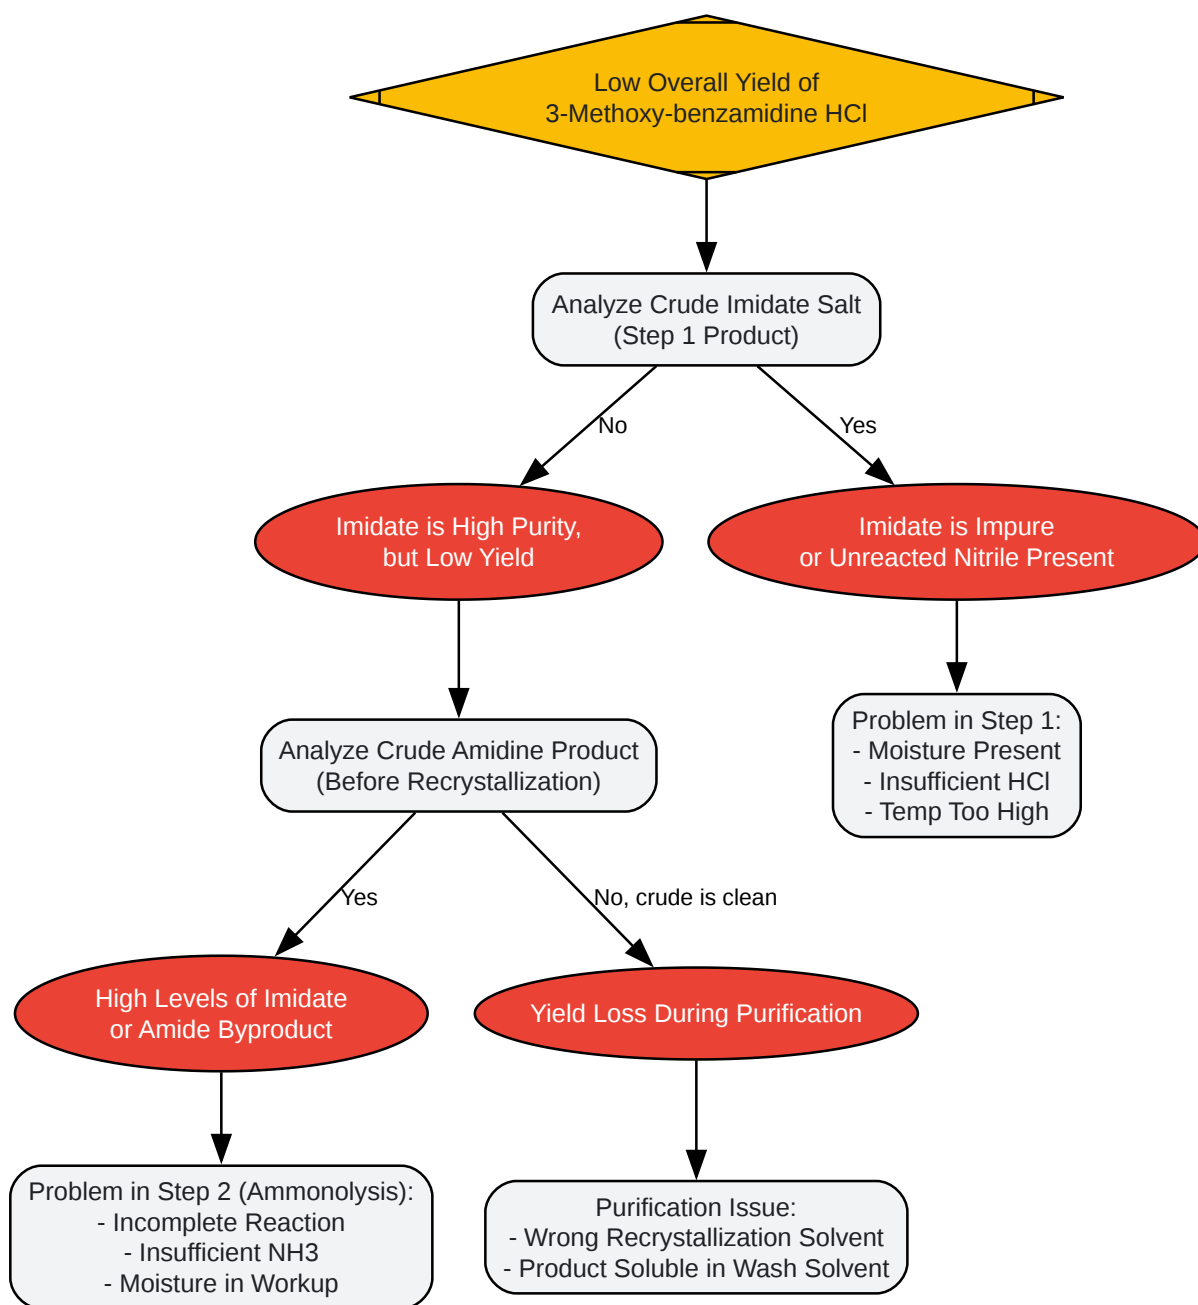 Low Overall Yield of
3-Methoxy-benzamidine HCl
Analyze Crude Imidate Salt
(Step 1 Product)
No
Yes
Imidate is High Purity,
but Low Yield
Imidate is Impure
or Unreacted Nitrile Present
Analyze Crude Amidine Product
(Before Recrystallization)
Problem in Step 1:
- Moisture Present
- Insufficient HCl
- Temp Too High
Yes
No, crude is clean
High Levels of Imidate
or Amide Byproduct
Yield Loss During Purification
Problem in Step 2 (Ammonolysis):
- Incomplete Reaction
- Insufficient NH3
- Moisture in Workup
Purification Issue:
- Wrong Recrystallization Solvent
- Product Soluble in Wash Solvent